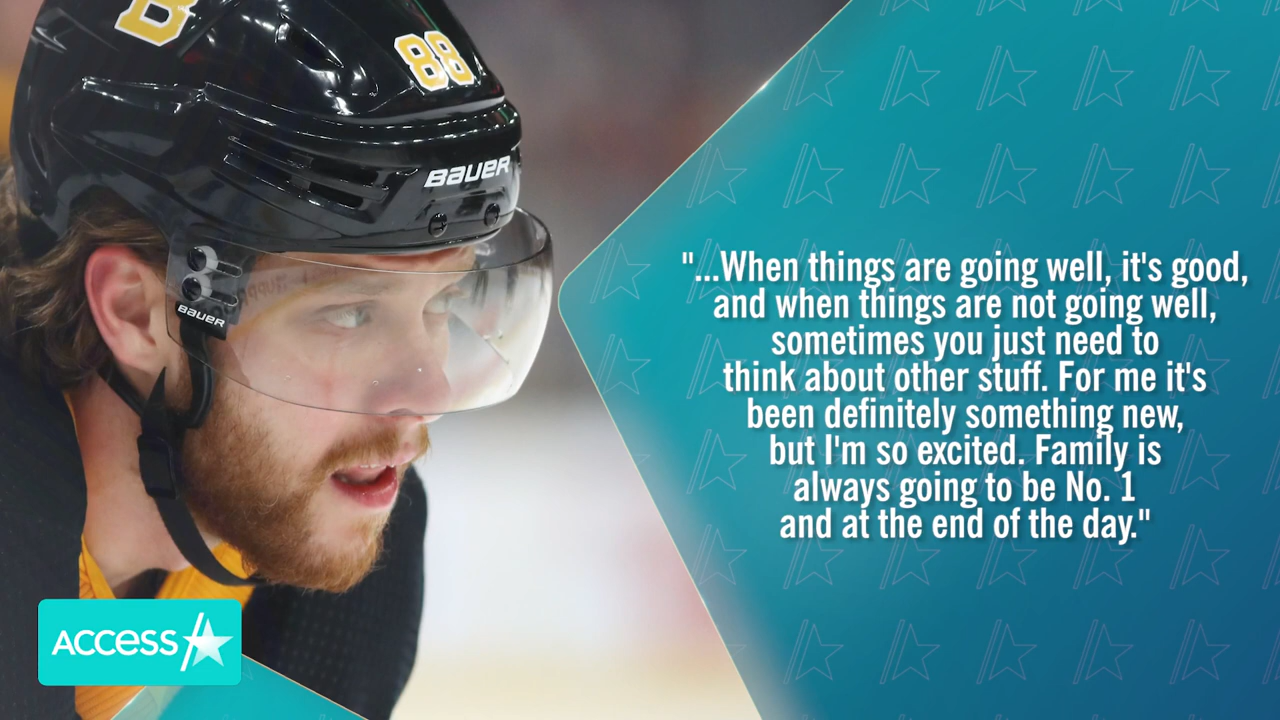 B
88
BAUER
BAUER
"...When things are going well, it's good,
and when things are not going well,
sometimes you just need to
think about other stuff. For me it's
been definitely something new,
but I'm so excited. Family is
always going to be No. 1
and at the end of the day."
ACCESS